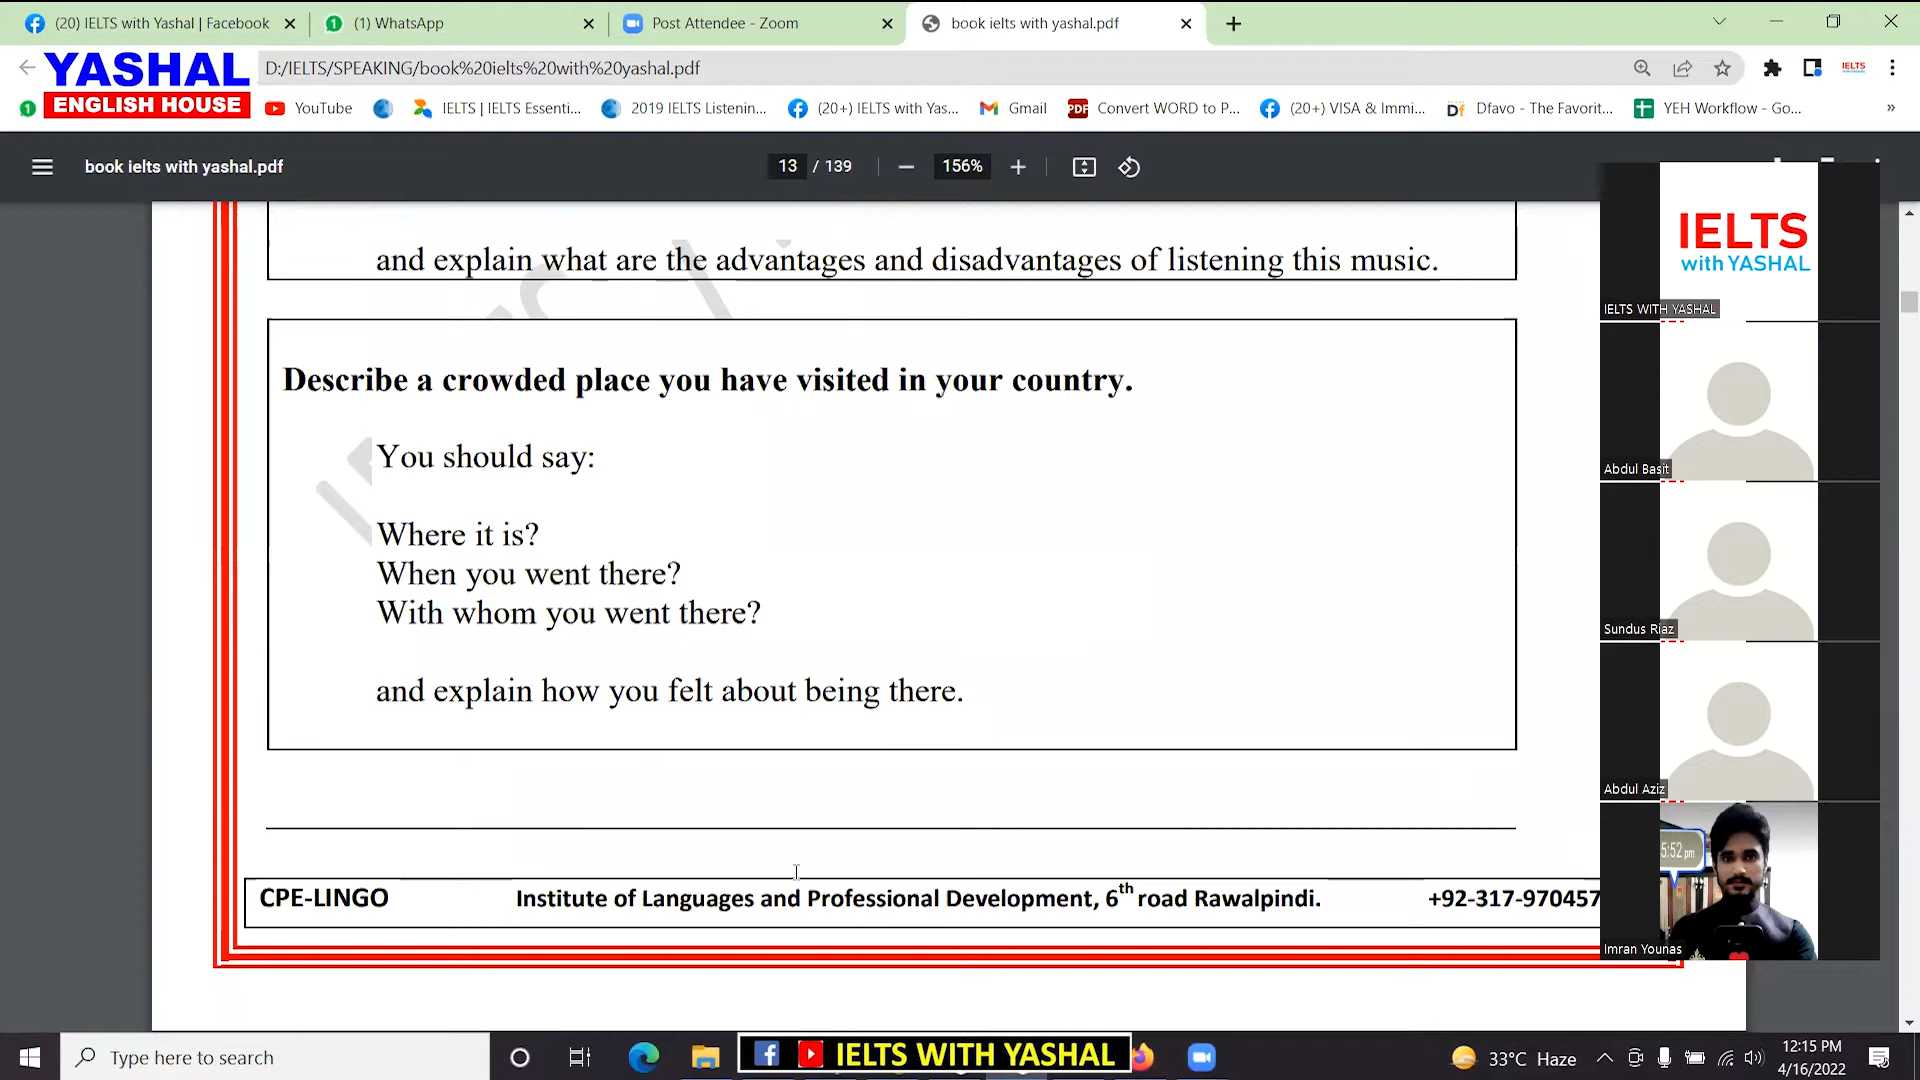 (20) IELTS with Yashal | Facebook
(1) WhatsApp
Post Attendee - Zoom
book ielts with yashal.pdf
YASHAL
ENGLISH HOUSE
D:/IELTS/SPEAKING/book%20ielts%20with%20yashal.pdf
IELTS
YouTube
IELTS | IELTS Essenti...
2019 IELTS Listenin...
(20+) IELTS with Yas...
Gmail
PDF
Convert WORD to P...
(20+) VISA & Immi...
Df
Dfavo - The Favorit...
YEH Workflow - Go...
»
book ielts with yashal.pdf
13 / 139
156%
and explain what are the advantages and disadvantages of listening this music.
Describe a crowded place you have visited in your country.
You should say:
Where it is?
When you went there?
With whom you went there?
and explain how you felt about being there.
CPE-LINGO
Institute of Languages and Professional Development, 6th road Rawalpindi.
+92-317-970457
IELTS
with YASHAL
IELTS WITH YASHAL
Abdul Basit
Sundus Riaz
Abdul Aziz
5:52 pm
Imran Younas
Type here to search
IELTS WITH YASHAL
33°C Haze
12:15 PM
4/16/2022